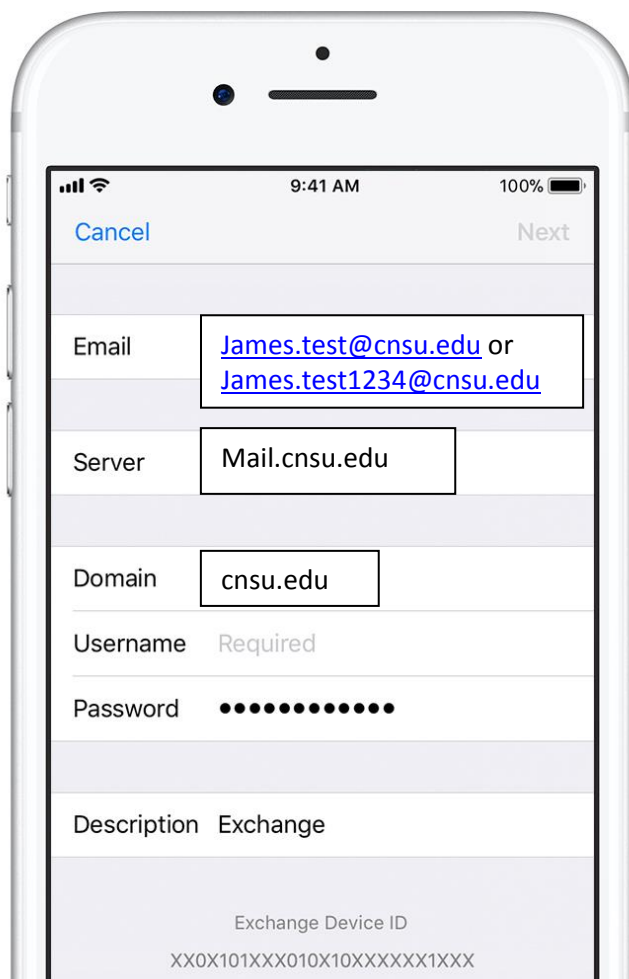 9:41 AM 100%
Cancel Next
Email James.test@cnsu.edu or
James.test1234@cnsu.edu
Server Mail.cnsu.edu
Domain cnsu.edu
Username Required
Password ●●●●●●●●●●●●
Description Exchange
Exchange Device ID
XX0X101XXX010X10XXXXXX1XXX